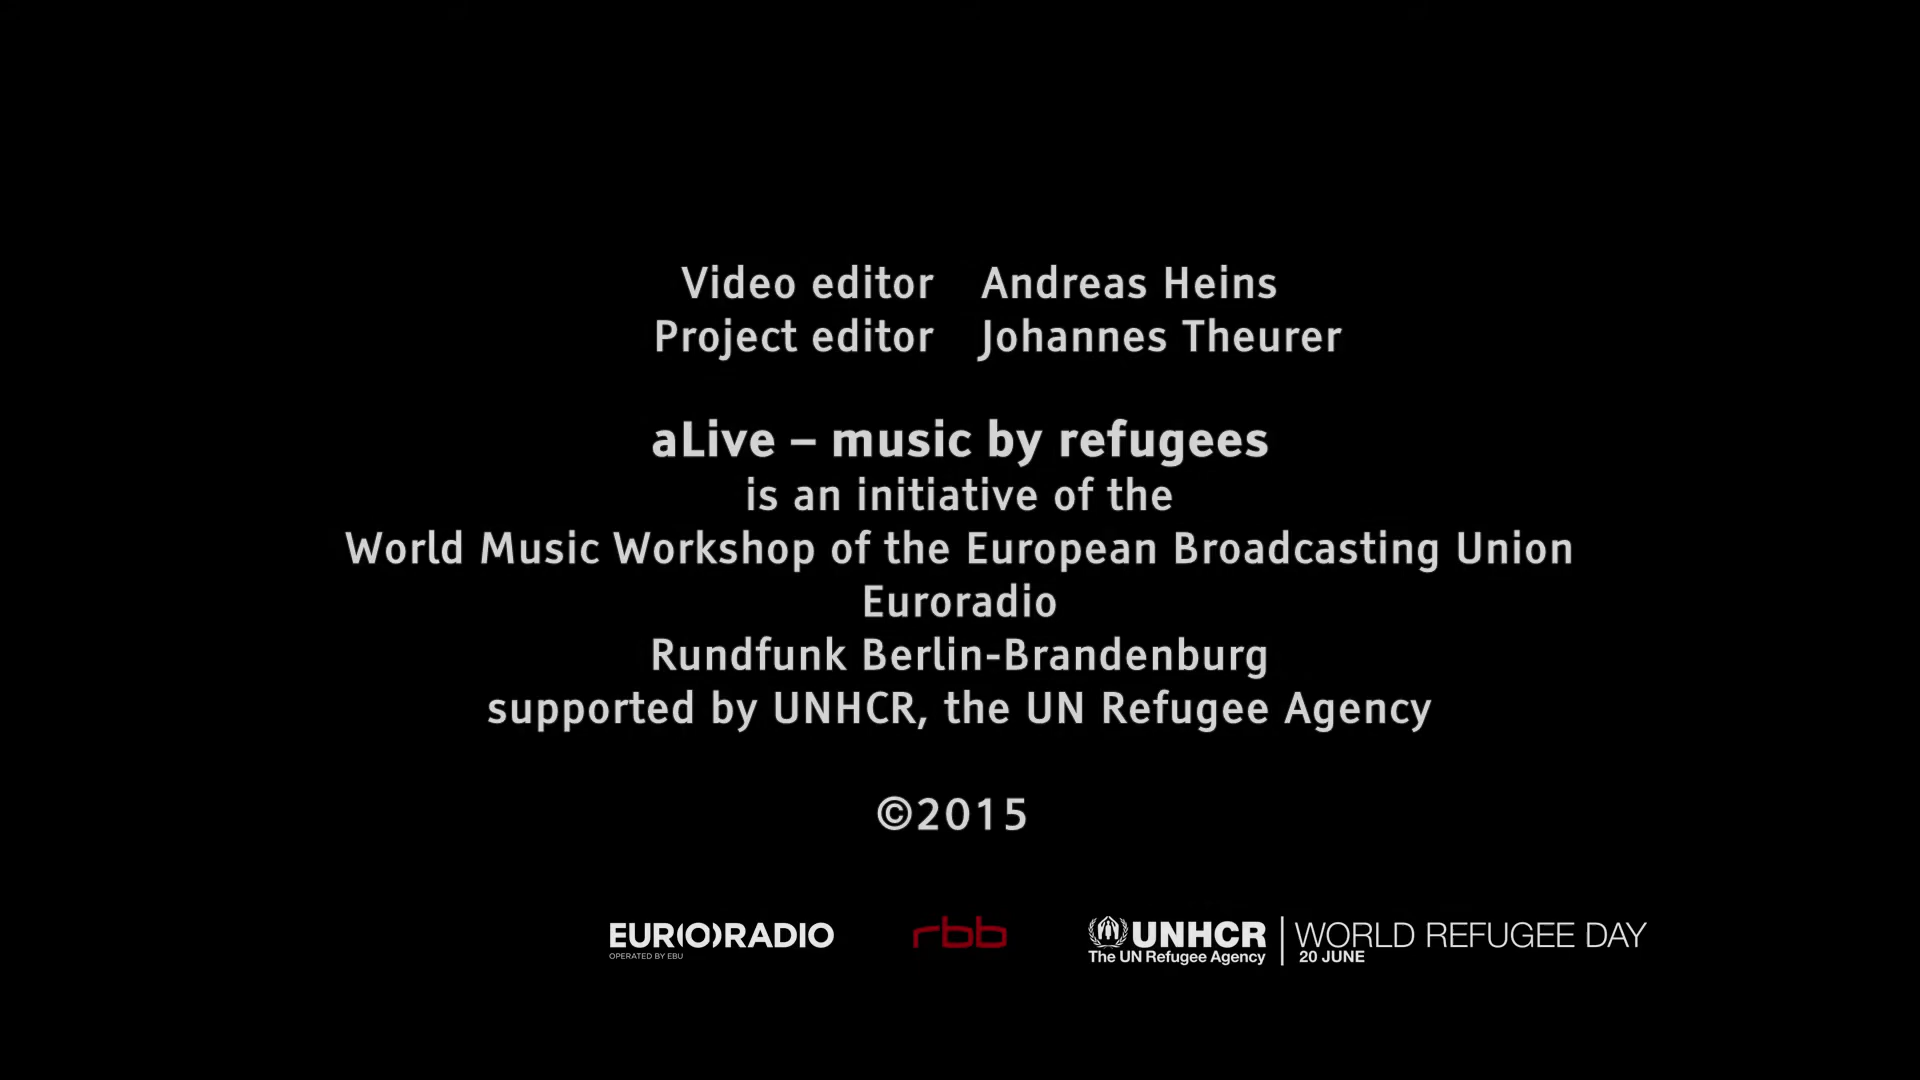 Video editor Andreas Heins
Project editor Johannes Theurer
aLive – music by refugees
is an initiative of the
World Music Workshop of the European Broadcasting Union
Euroradio
Rundfunk Berlin-Brandenburg
supported by UNHCR, the UN Refugee Agency
©2015
EURORADIO
OPERATED BY EBU
rbb
UNHCR
The UN Refugee Agency
WORLD REFUGEE DAY
20 JUNE